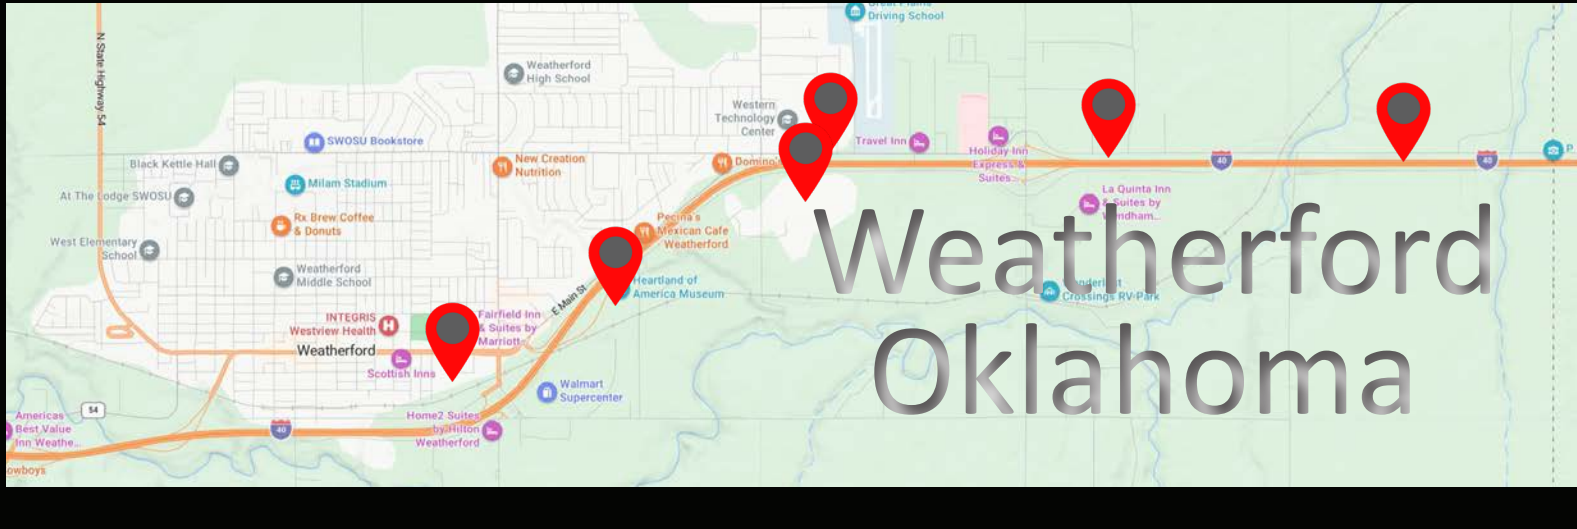 Driving School
N State Highway 54
Weatherford
High School
Western
Technology
Center
SWOSU Bookstore
Travel Inn
Holiday Inn
Express &
Suites
Black Kettle Hall
New Creation
Nutrition
Domino's
40
40
P
Milam Stadium
At The Lodge SWOSU
La Quinta Inn
& Suites by
Wyndham...
Rx Brew Coffee
& Donuts
Pecina's
Mexican Cafe
Weatherford
Weatherford
Oklahoma
West Elementary
School
Weatherford
Middle School
Heartland of
America Museum
Crossings RV Park
E Main St
INTEGRIS
Westview Health
H
Fairfield Inn
& Suites by
Marriott
Weatherford
Scottish Inns
Walmart
Supercenter
54
Americas
Best Value
Inn Weathe...
40
Home2 Suites
by Hilton
Weatherford
owboys